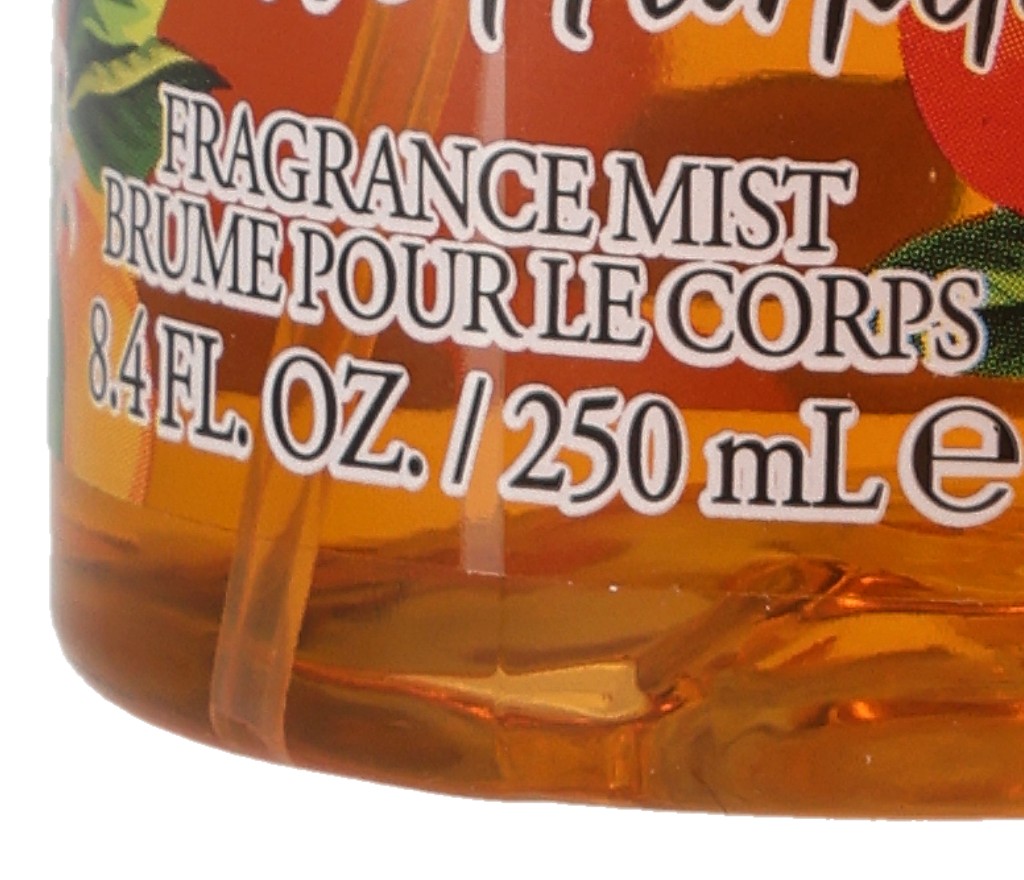 FRAGRANCE MIST
BRUME POUR LE CORPS
8.4 FL. OZ. / 250 mL e